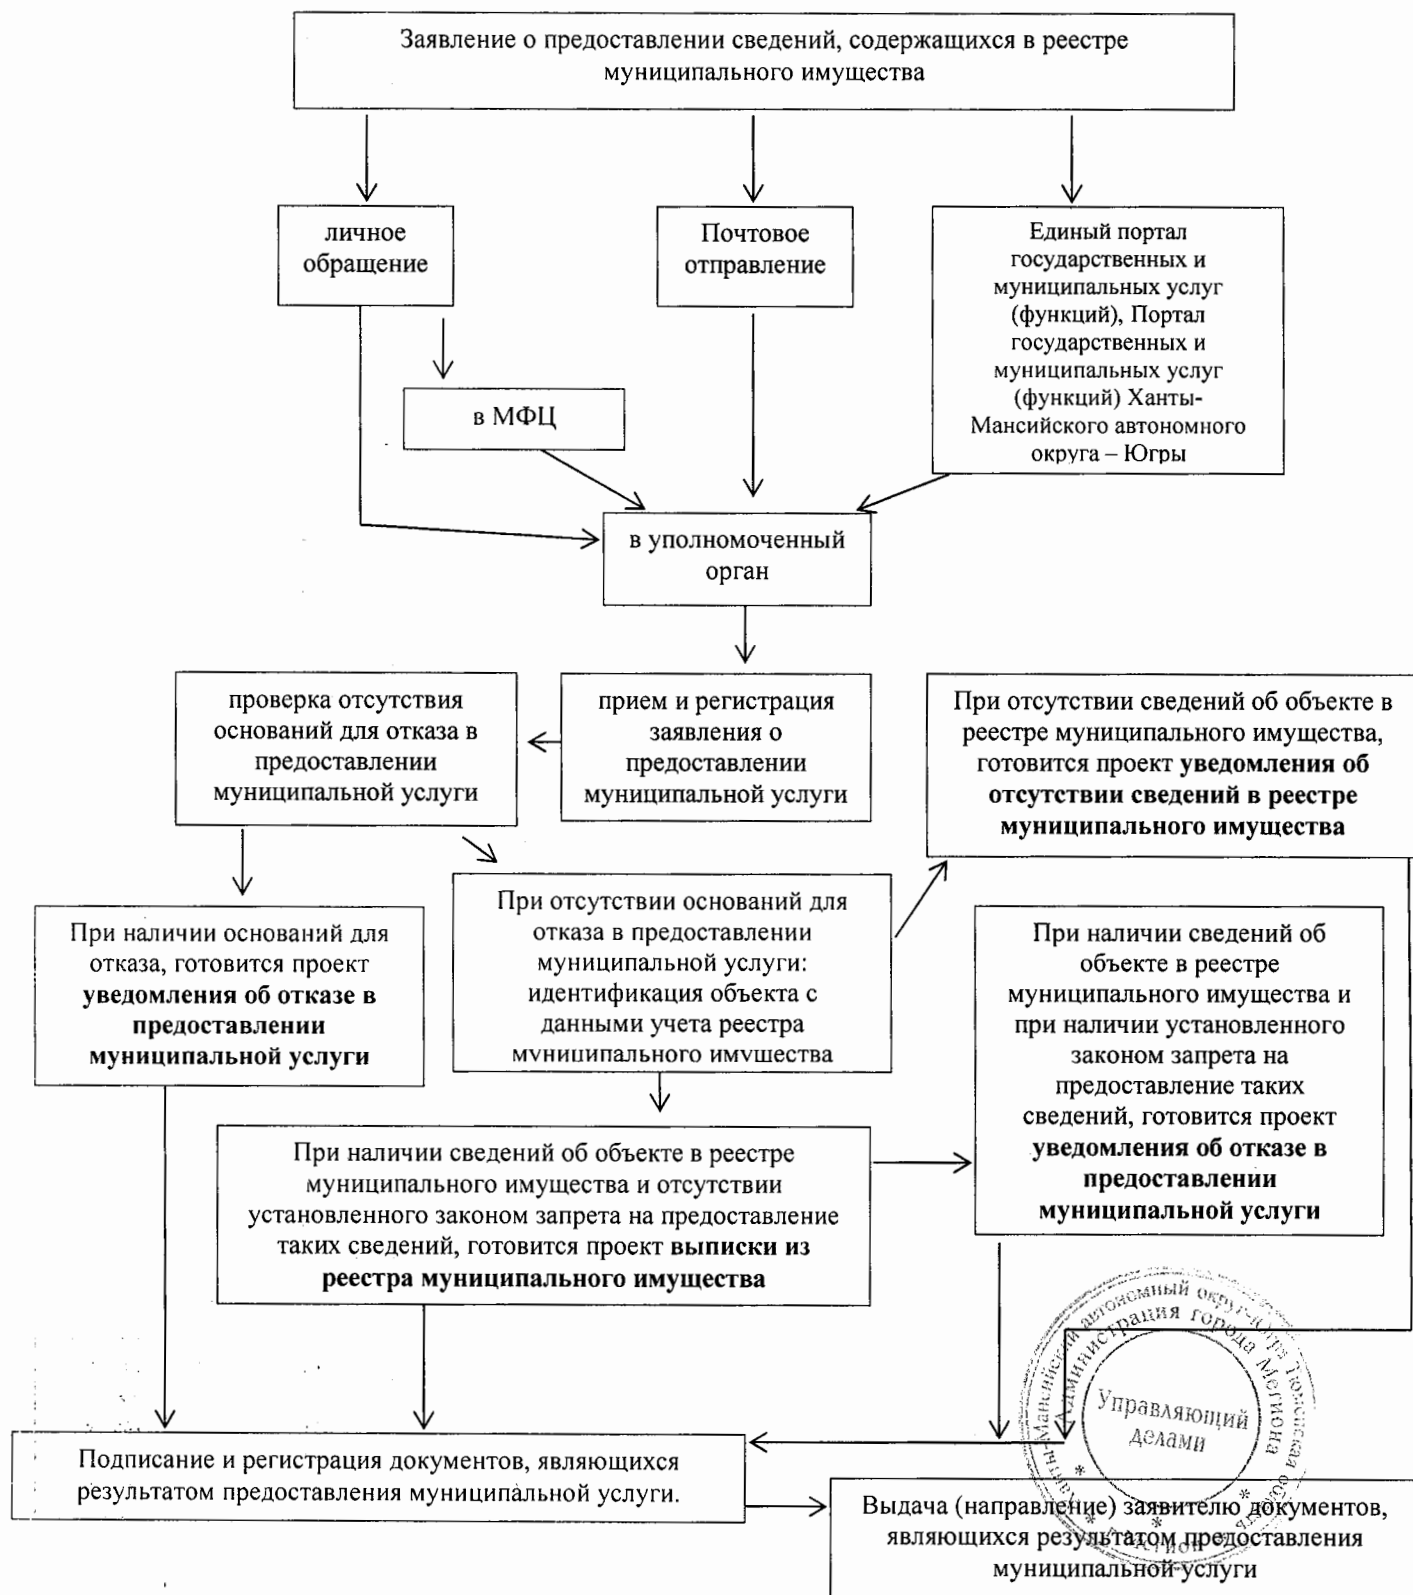 Заявление о предоставлении сведений, содержащихся в реестре
муниципального имущества
личное
обращение
Почтовое
отправление
Единый портал
государственных и
муниципальных услуг
(функций), Портал
государственных и
муниципальных услуг
(функций) Ханты-
Мансийского автономного
округа – Югры
в МФЦ
в уполномоченный
орган
проверка отсутствия
оснований для отказа в
предоставлении
муниципальной услуги
прием и регистрация
заявления о
предоставлении
муниципальной услуги
При отсутствии сведений об объекте в
реестре муниципального имущества,
готовится проект уведомления об
отсутствии сведений в реестре
муниципального имущества
При наличии оснований для
отказа, готовится проект
уведомления об отказе в
предоставлении
муниципальной услуги
При отсутствии оснований для
отказа в предоставлении
муниципальной услуги:
идентификация объекта с
данными учета реестра
муниципального имущества
При наличии сведений об
объекте в реестре
муниципального имущества и
при наличии установленного
законом запрета на
предоставление таких
сведений, готовится проект
уведомления об отказе в
предоставлении
муниципальной услуги
При наличии сведений об объекте в реестре
муниципального имущества и отсутствии
установленного законом запрета на предоставление
таких сведений, готовится проект выписки из
реестра муниципального имущества
Ханты-Мансийский автономный округ-Югра Тюменская область
Администрация города Мегиона
Управляющий
делами
Подписание и регистрация документов, являющихся
результатом предоставления муниципальной услуги.
Выдача (направление) заявителю документов,
являющихся результатом предоставления
муниципальной услуги